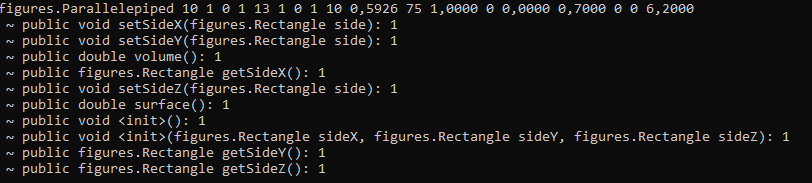 figures.Parallelepiped 10 1 0 1 13 1 0 1 10 0,5926 75 1,0000 0 0,0000 0,7000 0 0 6,2000
~ public void setSideX(figures.Rectangle side): 1
~ public void setSideY(figures.Rectangle side): 1
~ public double volume(): 1
~ public figures.Rectangle getSideX(): 1
~ public void setSideZ(figures.Rectangle side): 1
~ public double surface(): 1
~ public void <init>(): 1
~ public void <init>(figures.Rectangle sideX, figures.Rectangle sideY, figures.Rectangle sideZ): 1
~ public figures.Rectangle getSideY(): 1
~ public figures.Rectangle getSideZ(): 1